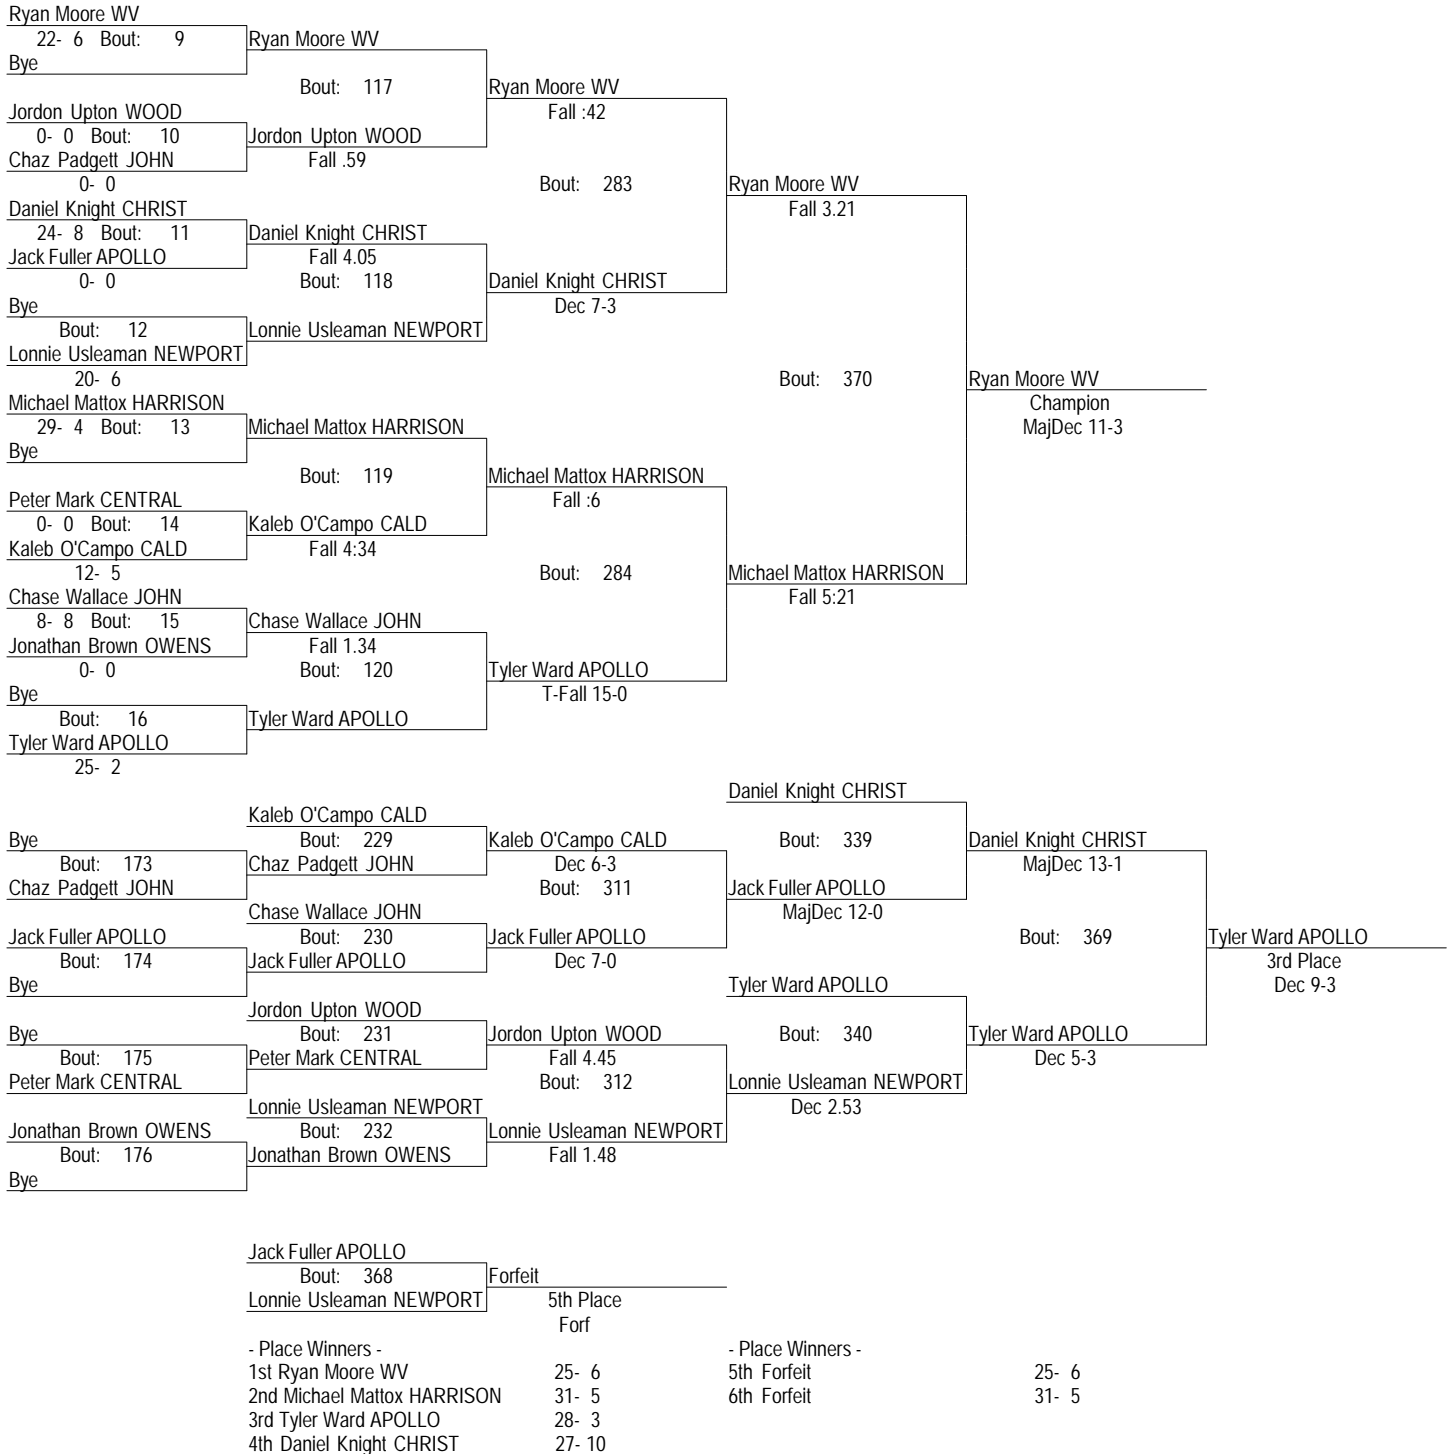 Ryan Moore WV
22- 6 Bout: 9 Ryan Moore WV
Bye
Bout: 117 Ryan Moore WV
Jordon Upton WOOD Fall :42
0- 0 Bout: 10 Jordon Upton WOOD
Chaz Padgett JOHN Fall .59
0- 0 Bout: 283 Ryan Moore WV
Daniel Knight CHRIST Fall 3.21
24- 8 Bout: 11 Daniel Knight CHRIST
Jack Fuller APOLLO Fall 4.05
0- 0 Bout: 118 Daniel Knight CHRIST
Bye Dec 7-3
Bout: 12 Lonnie Usleaman NEWPORT
Lonnie Usleaman NEWPORT
20- 6 Bout: 370 Ryan Moore WV
Michael Mattox HARRISON Champion
29- 4 Bout: 13 Michael Mattox HARRISON MajDec 11-3
Bye
Bout: 119 Michael Mattox HARRISON
Peter Mark CENTRAL Fall :6
0- 0 Bout: 14 Kaleb O'Campo CALD
Kaleb O'Campo CALD Fall 4:34
12- 5 Bout: 284 Michael Mattox HARRISON
Chase Wallace JOHN Fall 5:21
8- 8 Bout: 15 Chase Wallace JOHN
Jonathan Brown OWENS Fall 1.34
0- 0 Bout: 120 Tyler Ward APOLLO
Bye T-Fall 15-0
Bout: 16 Tyler Ward APOLLO
Tyler Ward APOLLO
25- 2
Daniel Knight CHRIST
Kaleb O'Campo CALD
Bye Bout: 229 Kaleb O'Campo CALD Bout: 339 Daniel Knight CHRIST
Bout: 173 Chaz Padgett JOHN Dec 6-3 MajDec 13-1
Chaz Padgett JOHN Bout: 311 Jack Fuller APOLLO
Chase Wallace JOHN MajDec 12-0
Jack Fuller APOLLO Bout: 230 Jack Fuller APOLLO Bout: 369 Tyler Ward APOLLO
Bout: 174 Jack Fuller APOLLO Dec 7-0 3rd Place
Bye Tyler Ward APOLLO Dec 9-3
Jordon Upton WOOD
Bye Bout: 231 Jordon Upton WOOD Bout: 340 Tyler Ward APOLLO
Bout: 175 Peter Mark CENTRAL Fall 4.45 Dec 5-3
Peter Mark CENTRAL Bout: 312 Lonnie Usleaman NEWPORT
Lonnie Usleaman NEWPORT Dec 2.53
Jonathan Brown OWENS Bout: 232 Lonnie Usleaman NEWPORT
Bout: 176 Jonathan Brown OWENS Fall 1.48
Bye
Jack Fuller APOLLO
Bout: 368 Forfeit
Lonnie Usleaman NEWPORT 5th Place
Forf
- Place Winners - - Place Winners -
1st Ryan Moore WV 25- 6 5th Forfeit 25- 6
2nd Michael Mattox HARRISON 31- 5 6th Forfeit 31- 5
3rd Tyler Ward APOLLO 28- 3
4th Daniel Knight CHRIST 27- 10